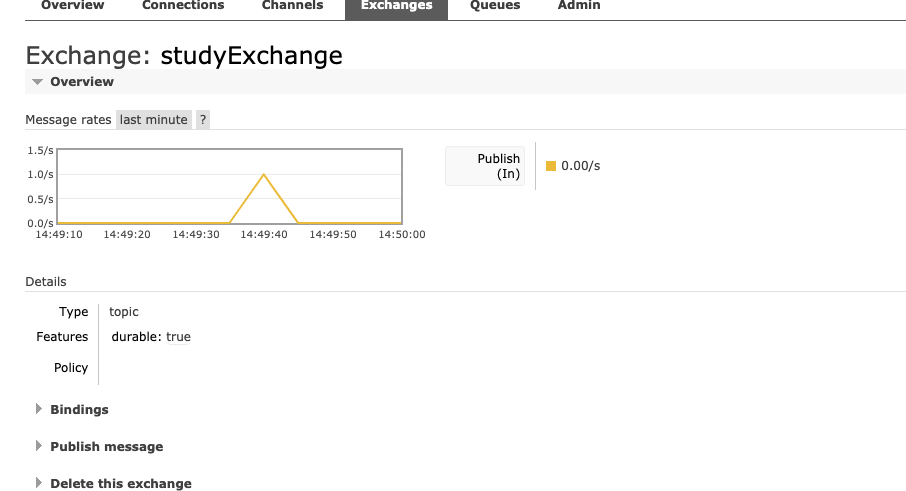 Overview Connections Channels Exchanges Queues Admin
Exchange: studyExchange
Overview
Message rates last minute ?
1.5/s
1.0/s
0.5/s
0.0/s
14:49:10 14:49:20 14:49:30 14:49:40 14:49:50 14:50:00
Publish
(In)
0.00/s
Details
Type topic
Features durable: true
Policy
Bindings
Publish message
Delete this exchange